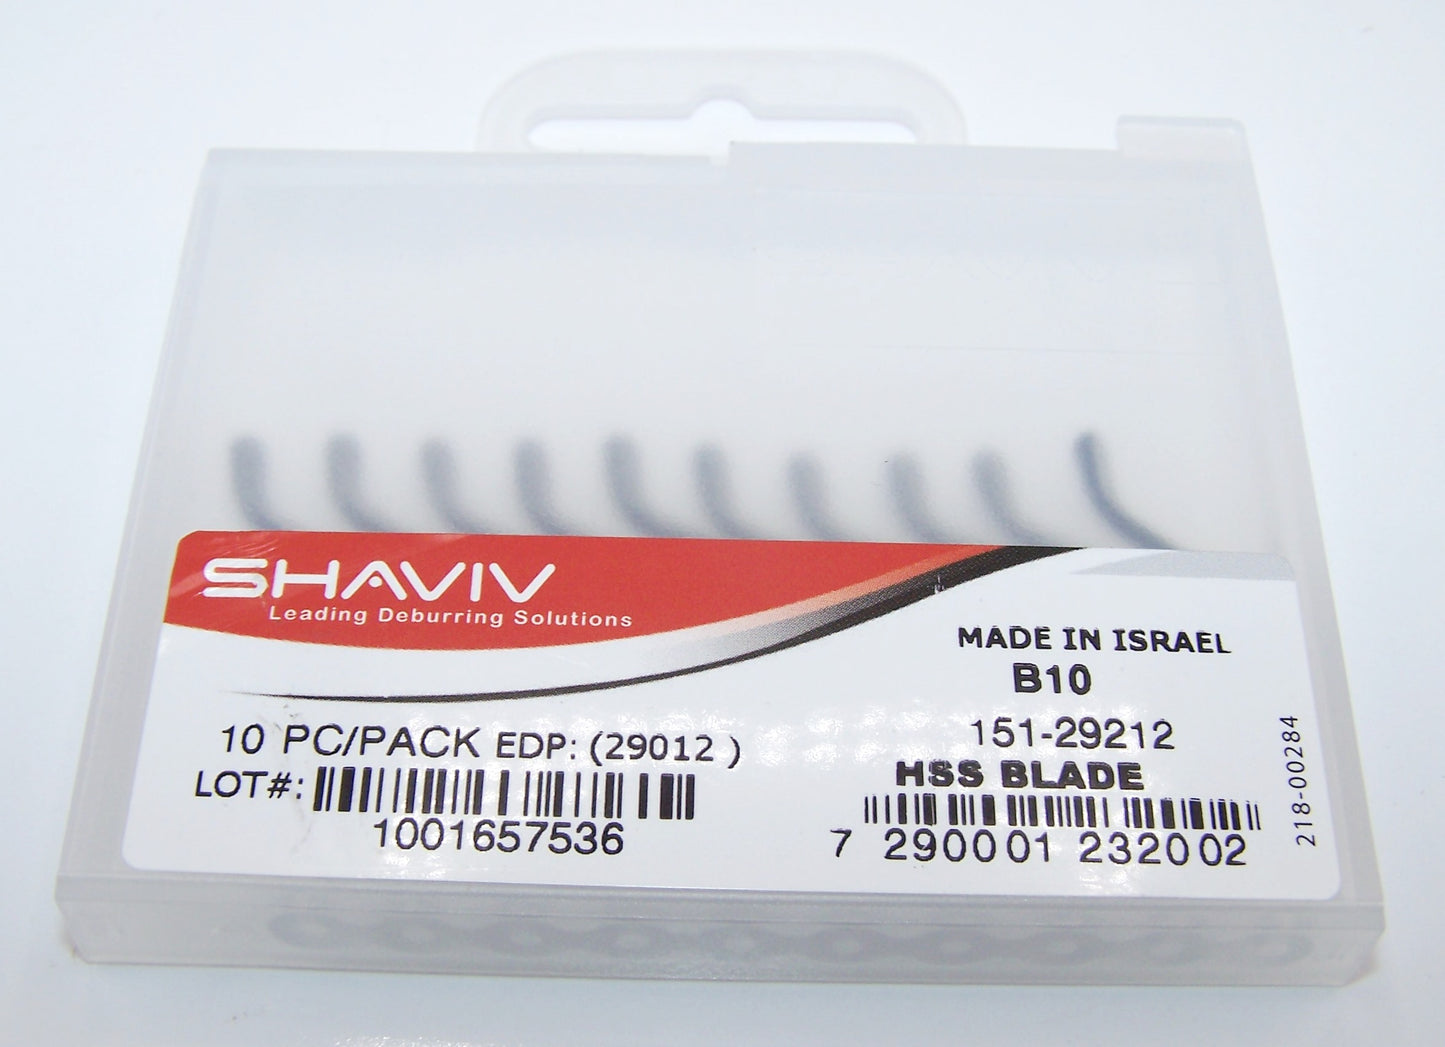 SHAVIV
Leading Deburring Solutions
MADE IN ISRAEL
B10
10 PC/PACK EDP: (29012 )
151-29212
HSS BLADE
LOT#:
1001657536
7 290001 232002
218-00284